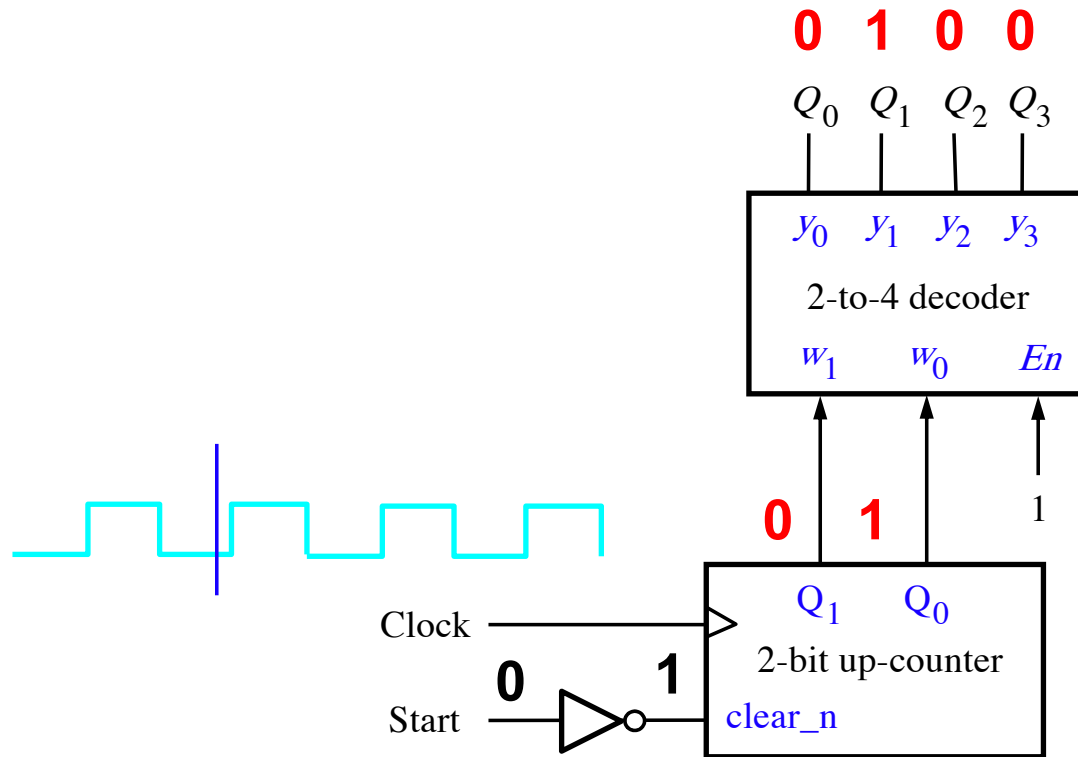 0 1 0 0
Q0 Q1 Q2 Q3
y0 y1 y2 y3
2-to-4 decoder
w1 w0 En
0 1 1
Q1 Q0
Clock
2-bit up-counter
0 1
Start clear_n